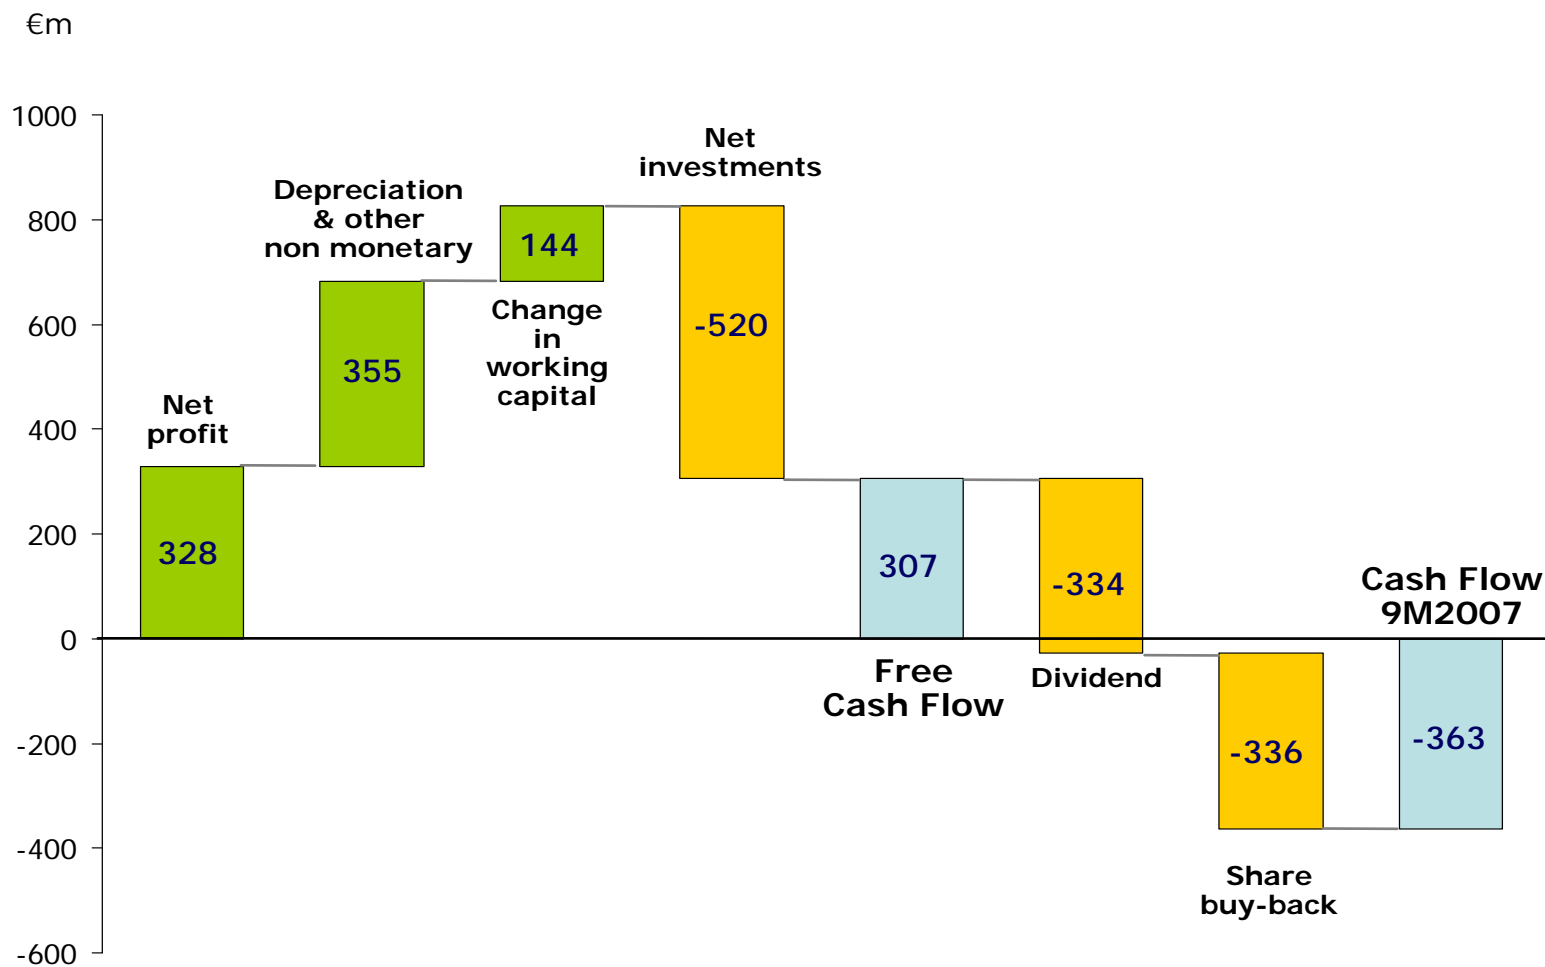 €m
1000
800
600
400
200
0
-200
-400
-600
Net
profit
328
Depreciation
& other
non monetary
355
144
Change
in
working
capital
Net
investments
-520
307
Free
Cash Flow
-334
Dividend
-336
Share
buy-back
Cash Flow
9M2007
-363